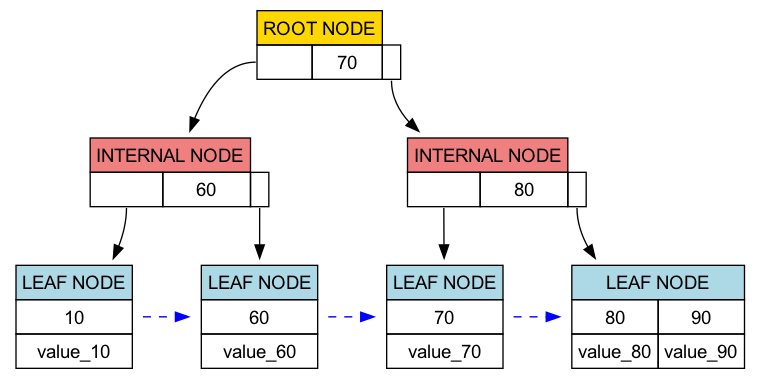 ROOT NODE
70
INTERNAL NODE
60
INTERNAL NODE
80
LEAF NODE
10
value_10
LEAF NODE
60
value_60
LEAF NODE
70
value_70
LEAF NODE
80 90
value_80 value_90